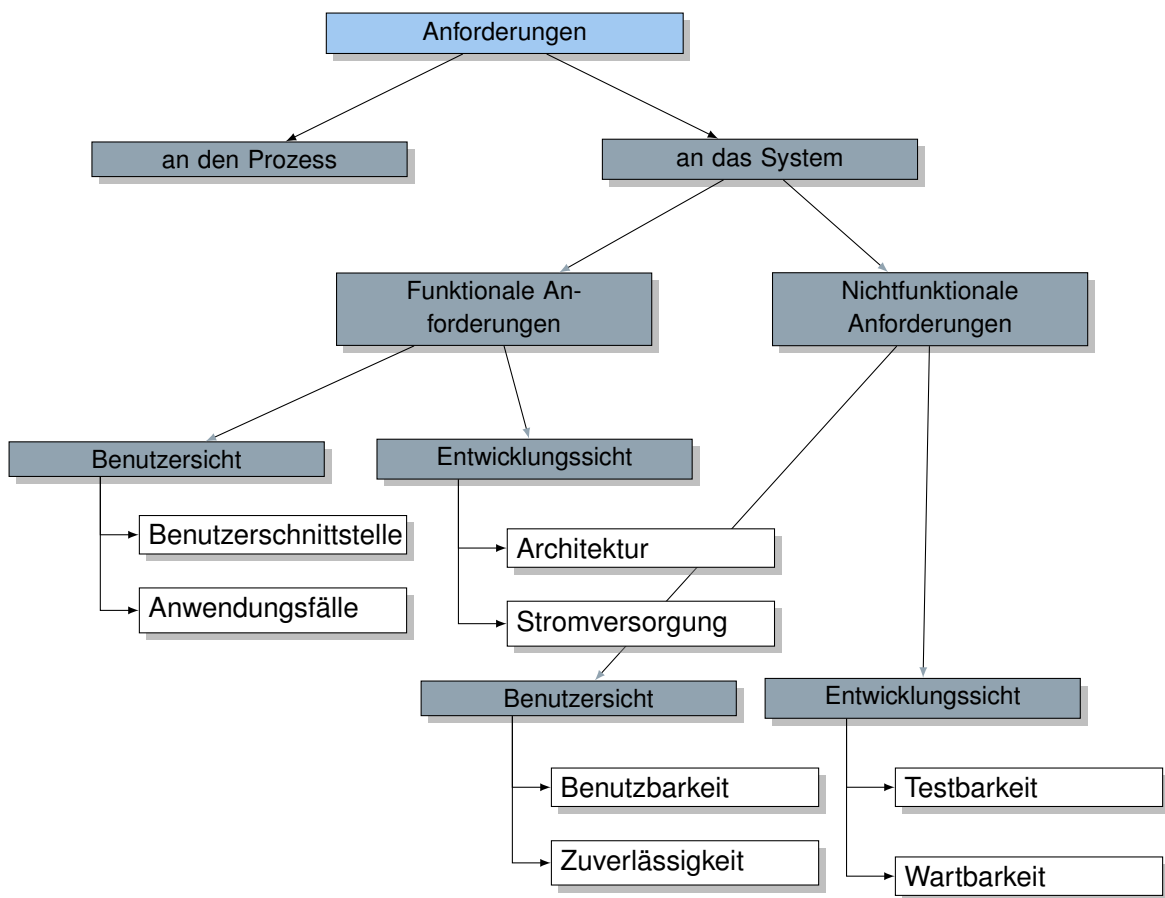 Anforderungen
an den Prozess
an das System
Funktionale An-
forderungen
Nichtfunktionale
Anforderungen
Benutzersicht
Entwicklungssicht
Benutzerschnittstelle
Architektur
Anwendungsfälle
Stromversorgung
Benutzersicht
Entwicklungssicht
Benutzbarkeit
Testbarkeit
Zuverlässigkeit
Wartbarkeit